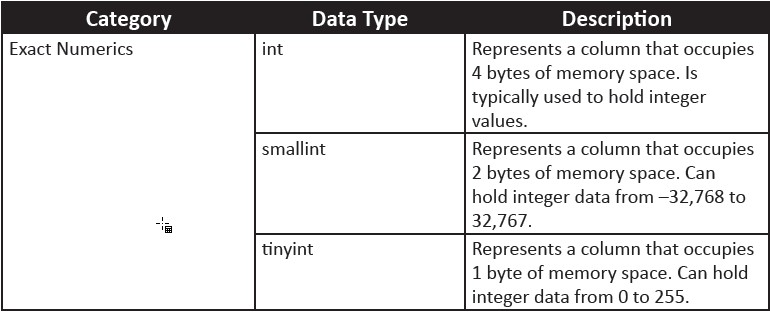 Category Data Type Description
Exact Numerics int Represents a column that occupies
4 bytes of memory space. Is
typically used to hold integer
values.
smallint Represents a column that occupies
2 bytes of memory space. Can
hold integer data from –32,768 to
32,767.
tinyint Represents a column that occupies
1 byte of memory space. Can hold
integer data from 0 to 255.